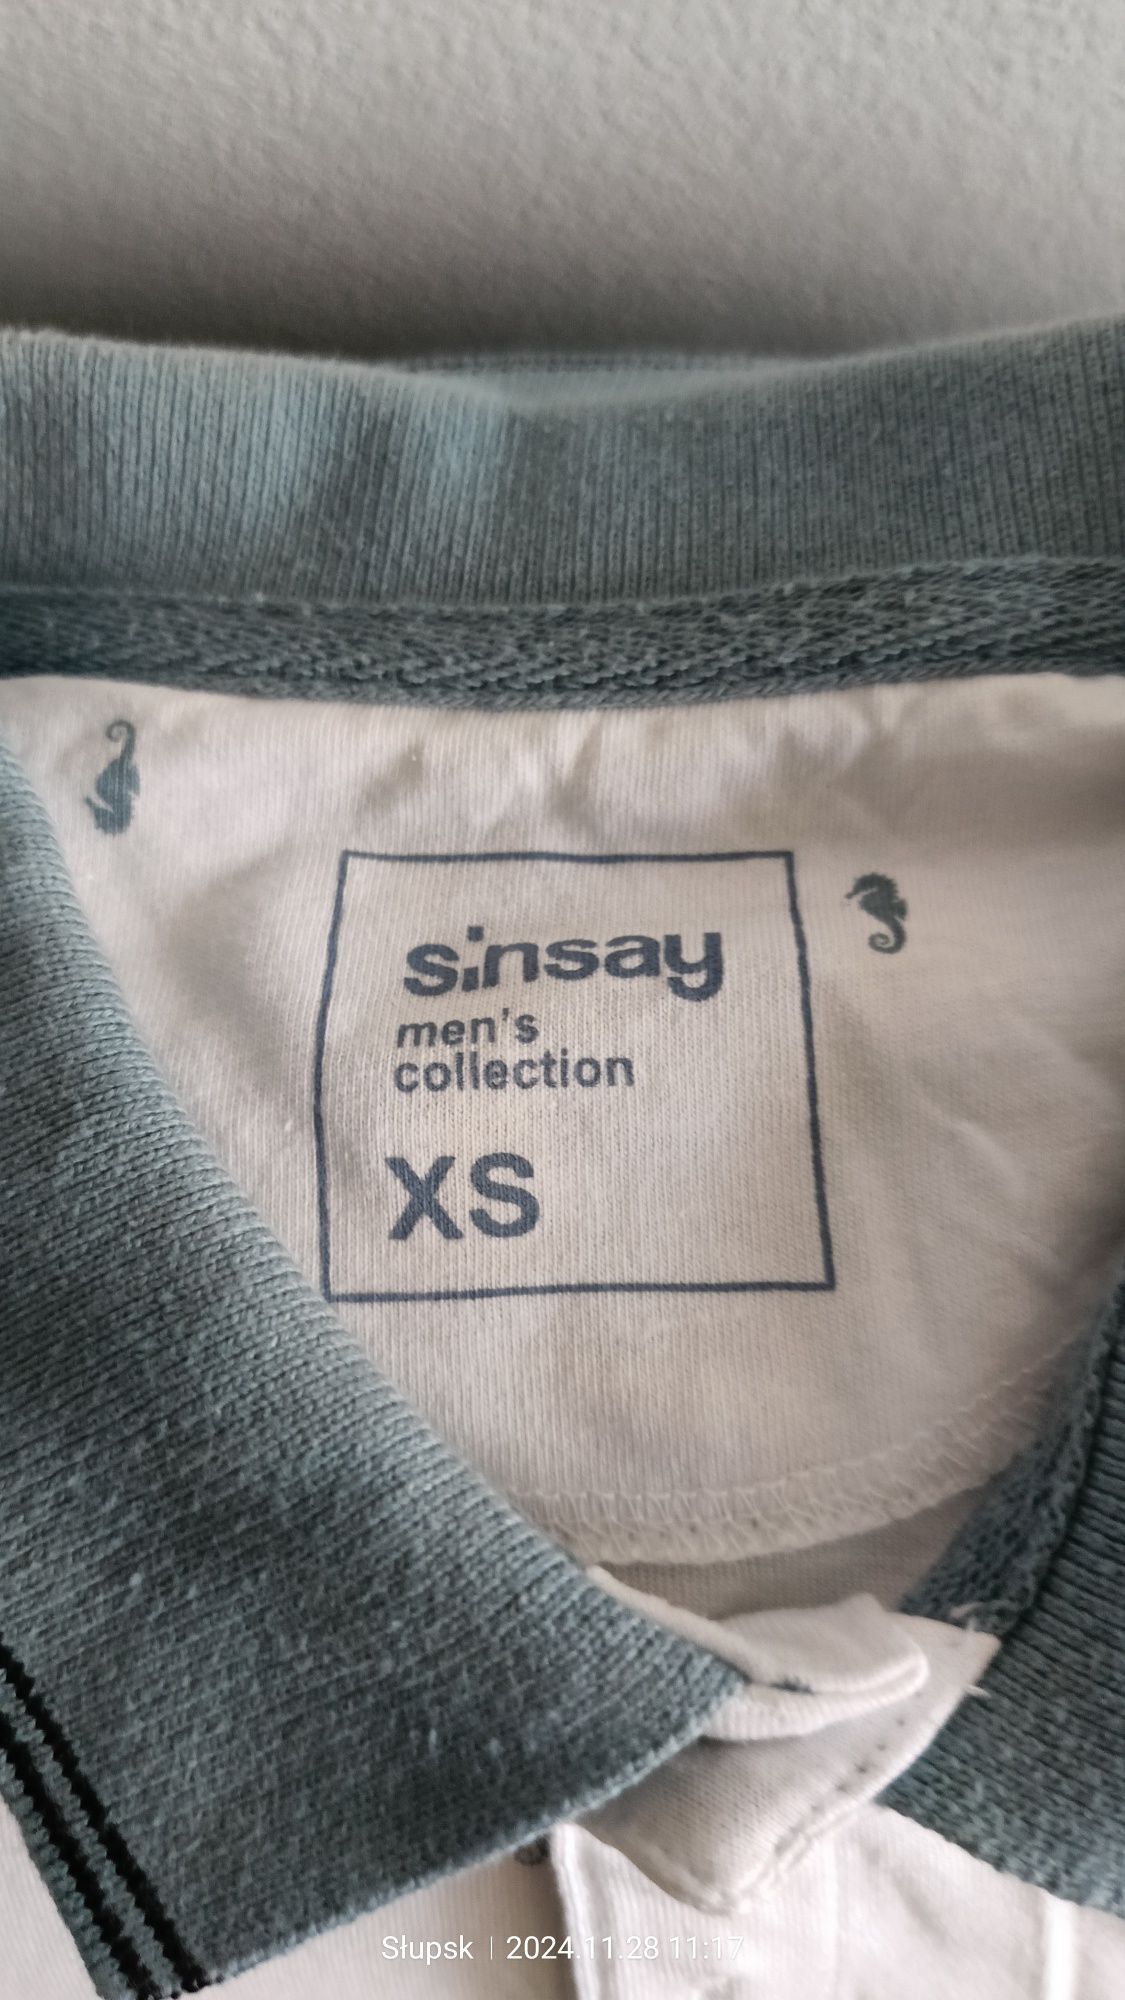 sinsay
men's
collection
XS
Słupsk | 2024.11.28 11:17